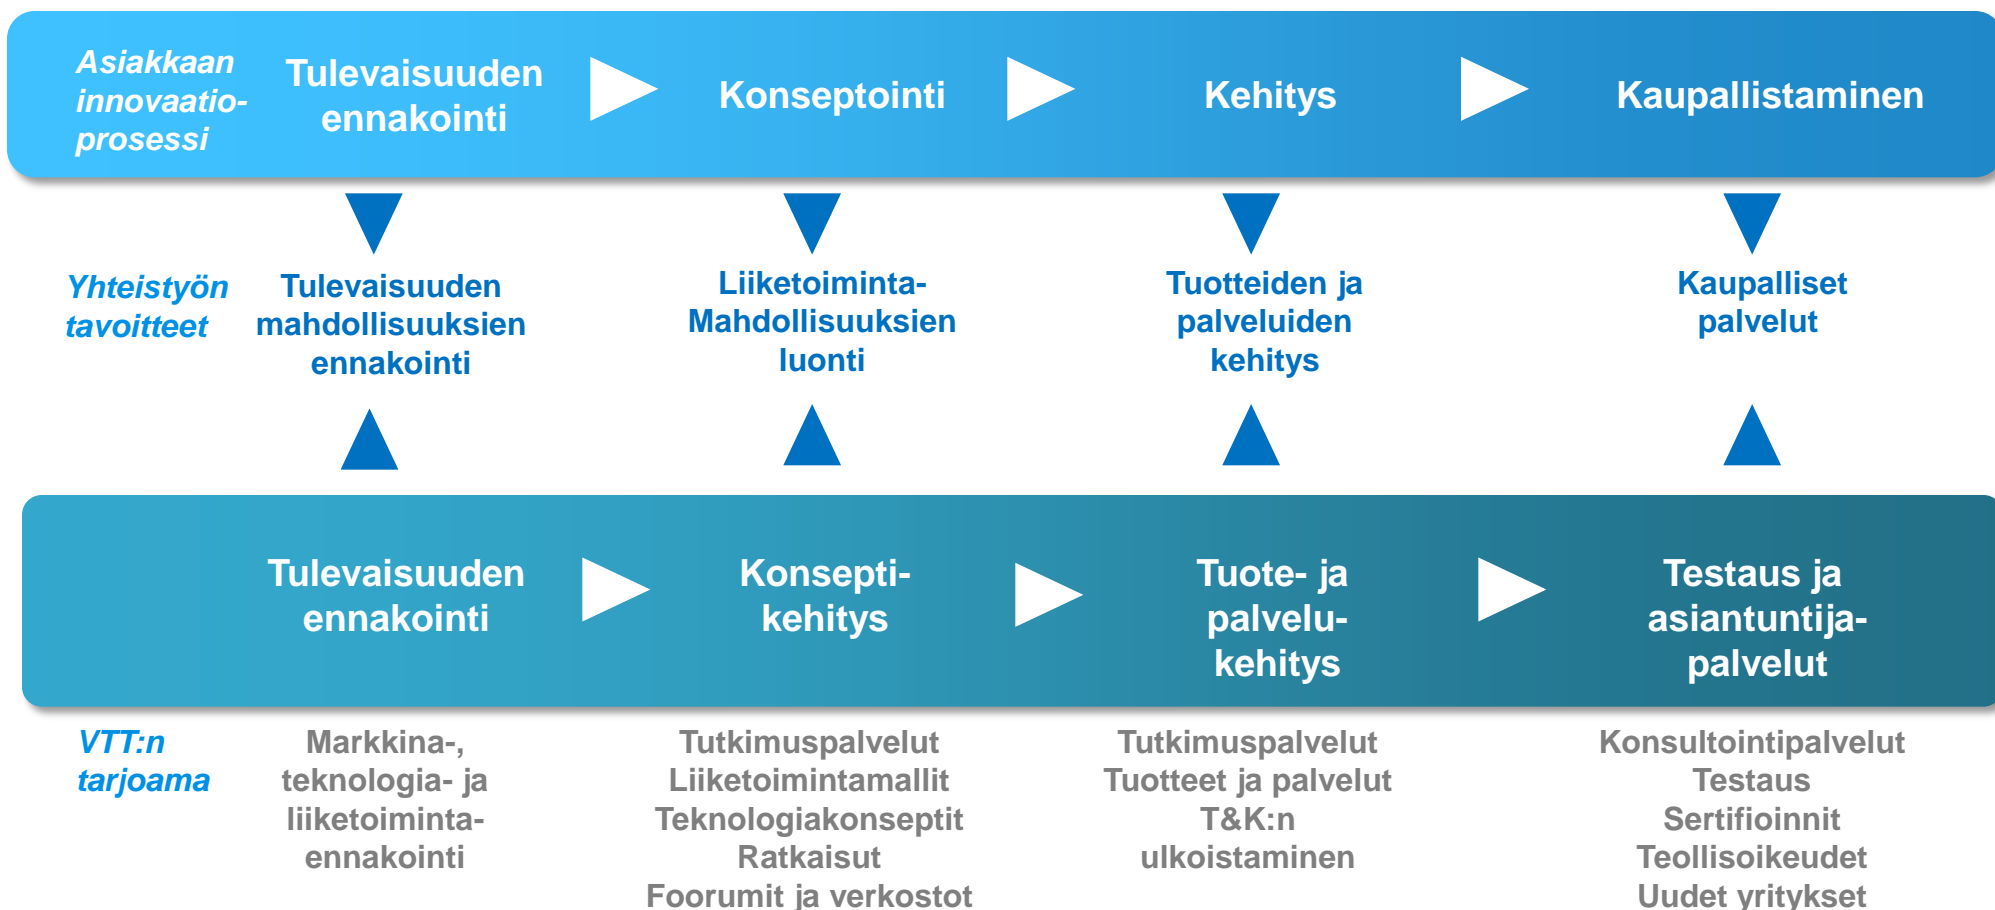 Asiakkaan
innovaatio-
prosessi
Tulevaisuuden
ennakointi
Konseptointi
Kehitys
Kaupallistaminen
Yhteistyön
tavoitteet
Tulevaisuuden
mahdollisuuksien
ennakointi
Liiketoiminta-
Mahdollisuuksien
luonti
Tuotteiden ja
palveluiden
kehitys
Kaupalliset
palvelut
Tulevaisuuden
ennakointi
Konsepti-
kehitys
Tuote- ja
palvelu-
kehitys
Testaus ja
asiantuntija-
palvelut
VTT:n
tarjoama
Markkina-,
teknologia- ja
liiketoiminta-
ennakointi
Tutkimuspalvelut
Liiketoimintamallit
Teknologiakonseptit
Ratkaisut
Foorumit ja verkostot
Tutkimuspalvelut
Tuotteet ja palvelut
T&K:n
ulkoistaminen
Konsultointipalvelut
Testaus
Sertifioinnit
Teollisoikeudet
Uudet yritykset